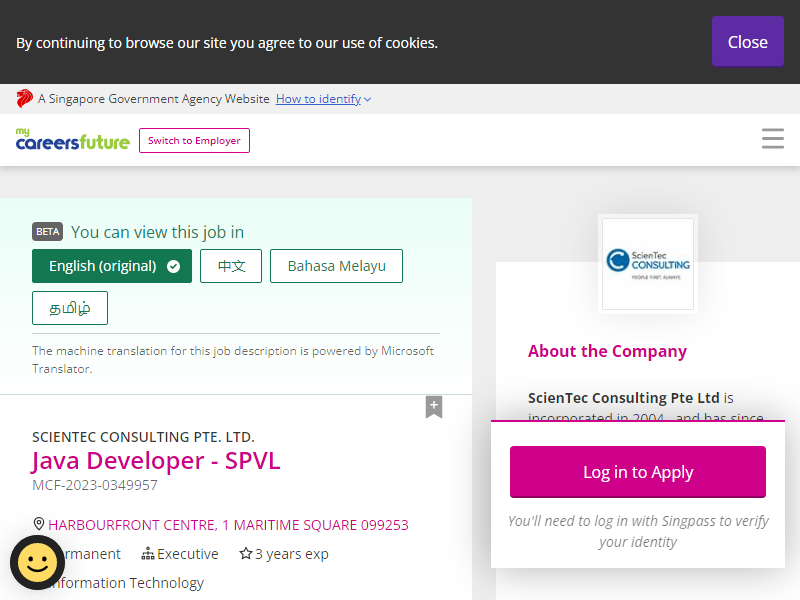 By continuing to browse our site you agree to our use of cookies.
Close
A Singapore Government Agency Website How to identify
my
careersfuture
Switch to Employer
BETA You can view this job in
English (original)
中文
Bahasa Melayu
தமிழ்
The machine translation for this job description is powered by Microsoft
Translator.
SCIENTEC CONSULTING PTE. LTD.
Java Developer - SPVL
MCF-2023-0349957
HARBOURFRONT CENTRE, 1 MARITIME SQUARE 099253
rmanent Executive 3 years exp
nformation Technology
ScienTec
CONSULTING
PEOPLE FIRST. ALWAYS
About the Company
ScienTec Consulting Pte Ltd is
incorporated in 2004, and has since
Log in to Apply
You'll need to log in with Singpass to verify
your identity